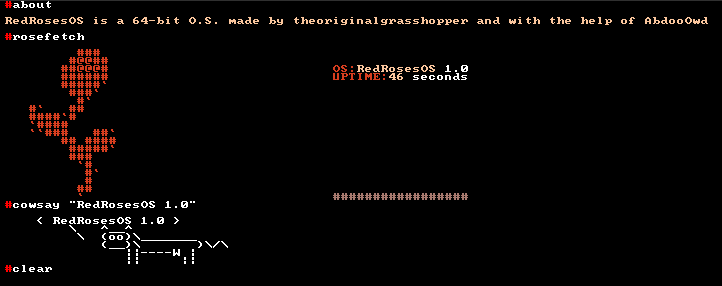 #about
RedRosesOS is a 64-bit O.S. made by theoriginalgrasshopper and with the help of AbdooOwd
#rosefetch
OS:RedRosesOS 1.0
UPTIME:46 seconds
#cowsay "RedRosesOS 1.0"
< RedRosesOS 1.0 >
#clear